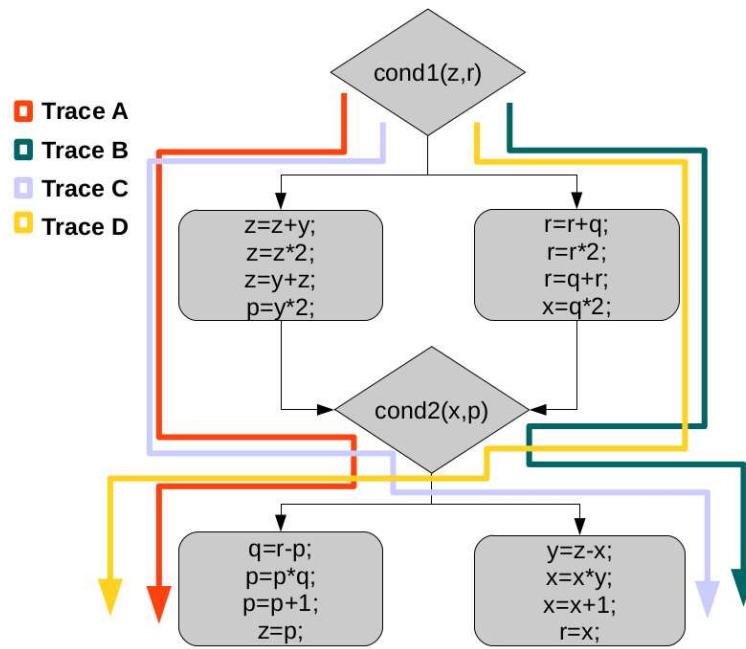 cond1(z,r)
Trace A
Trace B
Trace C
Trace D
z=z+y;
z=z*2;
z=y+z;
p=y*2;
r=r+q;
r=r*2;
r=q+r;
x=q*2;
cond2(x,p)
q=r-p;
p=p*q;
p=p+1;
z=p;
y=z-x;
x=x*y;
x=x+1;
r=x;